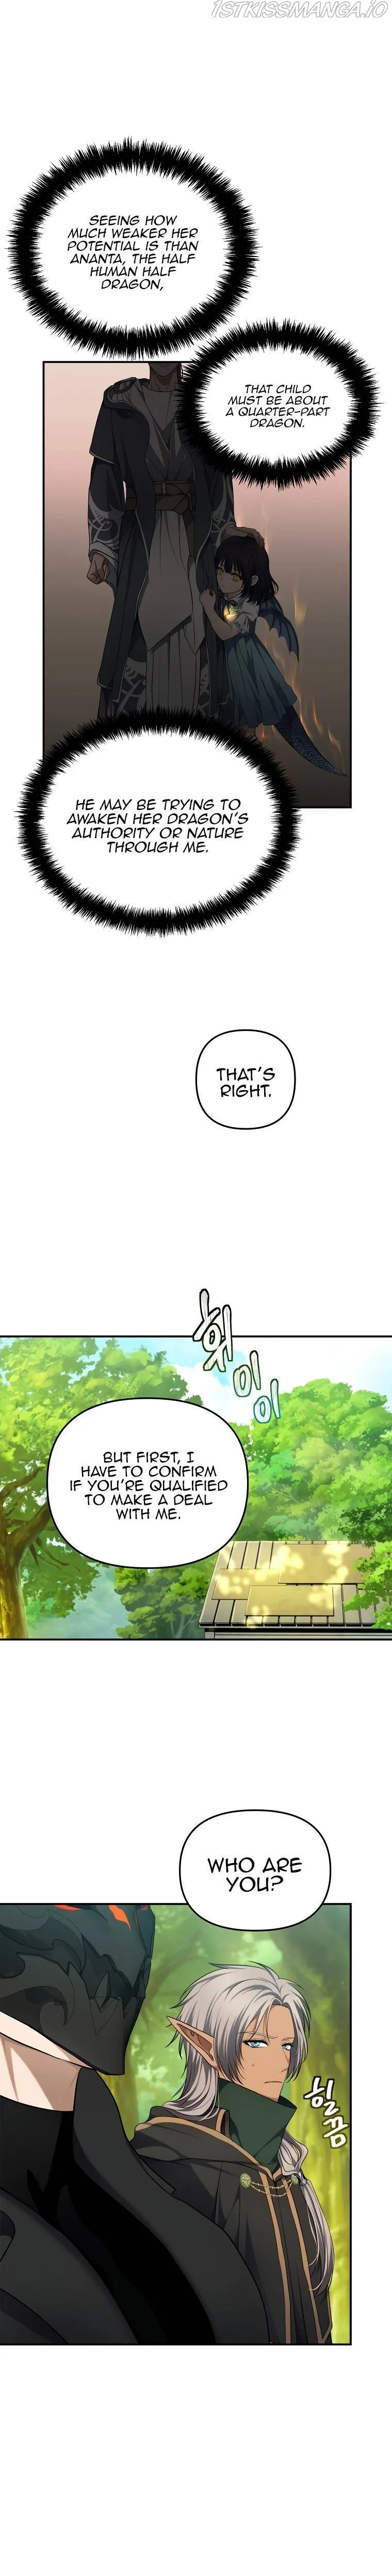 1STKISSMANGA.IO
SEEING HOW
MUCH WEAKER HER
POTENTIAL IS THAN
ANANTA, THE HALF
HUMAN HALF
DRAGON,
THAT CHILD
MUST BE ABOUT
A QUARTER-PART
DRAGON.
HE MAY BE TRYING TO
AWAKEN HER DRAGON'S
AUTHORITY OR NATURE
THROUGH ME.
THAT'S
RIGHT.
휘이이
BUT FIRST, I
HAVE TO CONFIRM
IF YOU'RE QUALIFIED
TO MAKE A DEAL
WITH ME.
WHO ARE
YOU?
힐끔